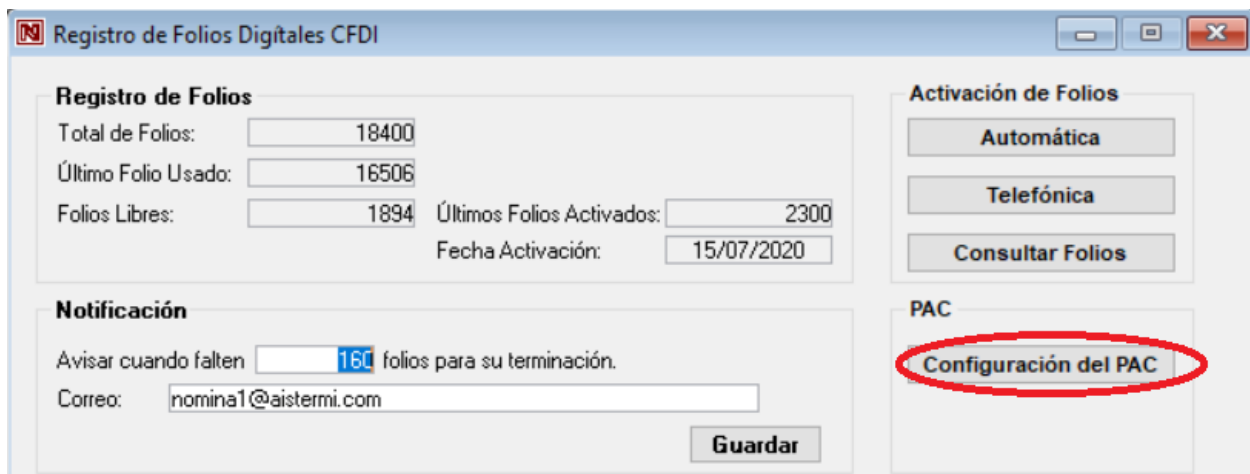 Registro de Folios Digítales CFDI
Registro de Folios
Total de Folios: 18400
Último Folio Usado: 16506
Folios Libres: 1894 Últimos Folios Activados: 2300
Fecha Activación: 15/07/2020
Activación de Folios
Automática
Telefónica
Consultar Folios
Notificación
Avisar cuando falten 160 folios para su terminación.
Correo: nomina1@aistermi.com
Guardar
PAC
Configuración del PAC